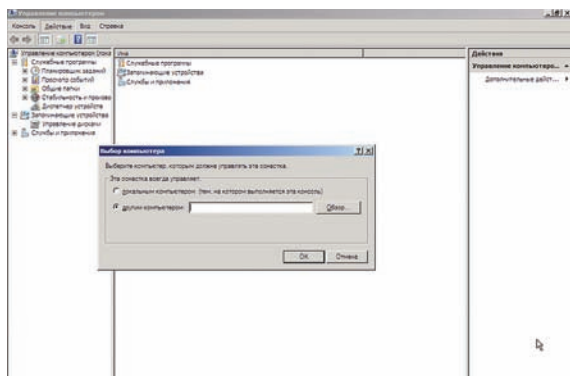 Управление компьютером
Консоль Действие Вид Справка
Управление компьютером (лока
Служебные программы
Планировщик заданий
Просмотр событий
Общие папки
Стабильность и произво
Диспетчер устройств
Запоминающие устройства
Управление дисками
Службы и приложения
Имя
Служебные программы
Запоминающие устройства
Службы и приложения
Действия
Управление компьютеро...
Дополнительные дейст...
Выбор компьютера
Выберите компьютер, которым должна управлять эта оснастка.
Эта оснастка всегда управляет:
локальным компьютером (тем, на котором выполняется эта консоль)
другим компьютером:
Обзор...
ОК Отмена